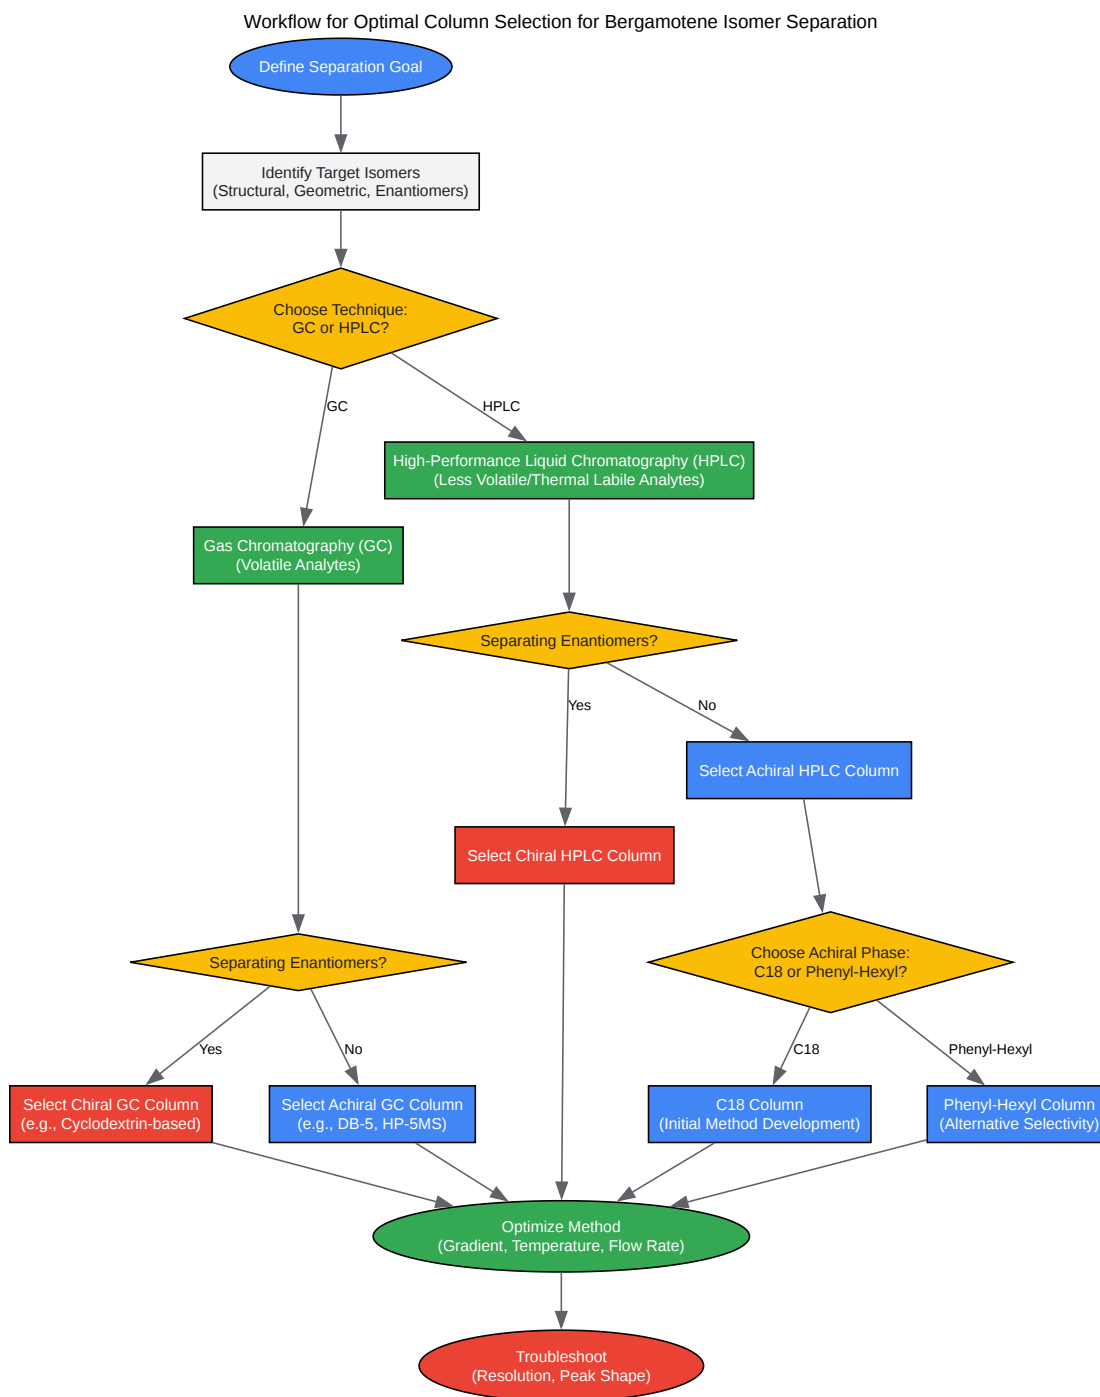 Workflow for Optimal Column Selection for Bergamotene Isomer Separation
Define Separation Goal
Identify Target Isomers
(Structural, Geometric, Enantiomers)
Choose Technique:
GC or HPLC?
GC
HPLC
High-Performance Liquid Chromatography (HPLC)
(Less Volatile/Thermal Labile Analytes)
Gas Chromatography (GC)
(Volatile Analytes)
Separating Enantiomers?
Yes
No
Select Achiral HPLC Column
Select Chiral HPLC Column
Separating Enantiomers?
Choose Achiral Phase:
C18 or Phenyl-Hexyl?
Yes
No
C18
Phenyl-Hexyl
Select Chiral GC Column
(e.g., Cyclodextrin-based)
Select Achiral GC Column
(e.g., DB-5, HP-5MS)
C18 Column
(Initial Method Development)
Phenyl-Hexyl Column
(Alternative Selectivity)
Optimize Method
(Gradient, Temperature, Flow Rate)
Troubleshoot
(Resolution, Peak Shape)